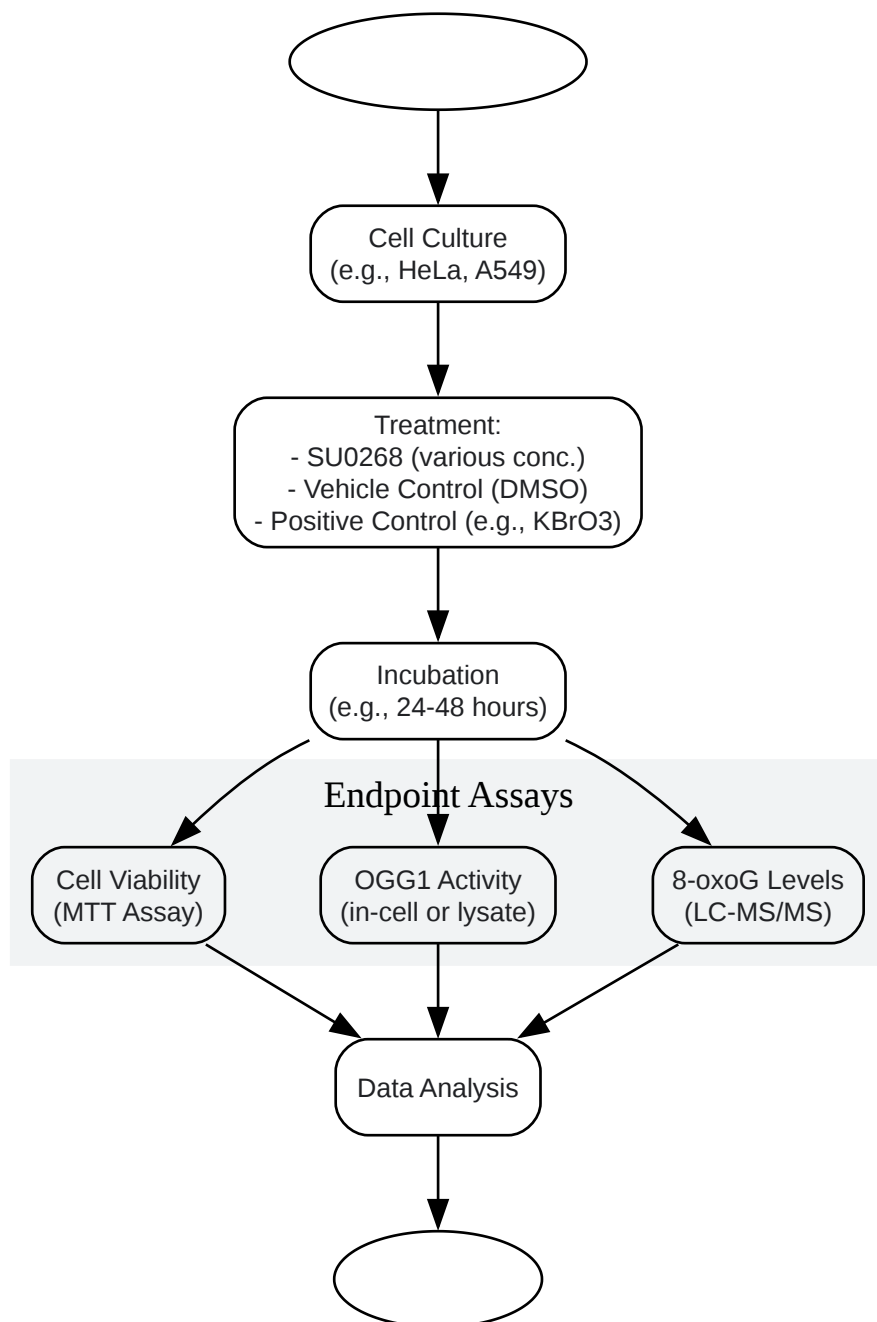 Cell Culture
(e.g., HeLa, A549)
Treatment:
- SU0268 (various conc.)
- Vehicle Control (DMSO)
- Positive Control (e.g., KBrO3)
Incubation
(e.g., 24-48 hours)
Endpoint Assays
Cell Viability
(MTT Assay)
OGG1 Activity
(in-cell or lysate)
8-oxoG Levels
(LC-MS/MS)
Data Analysis